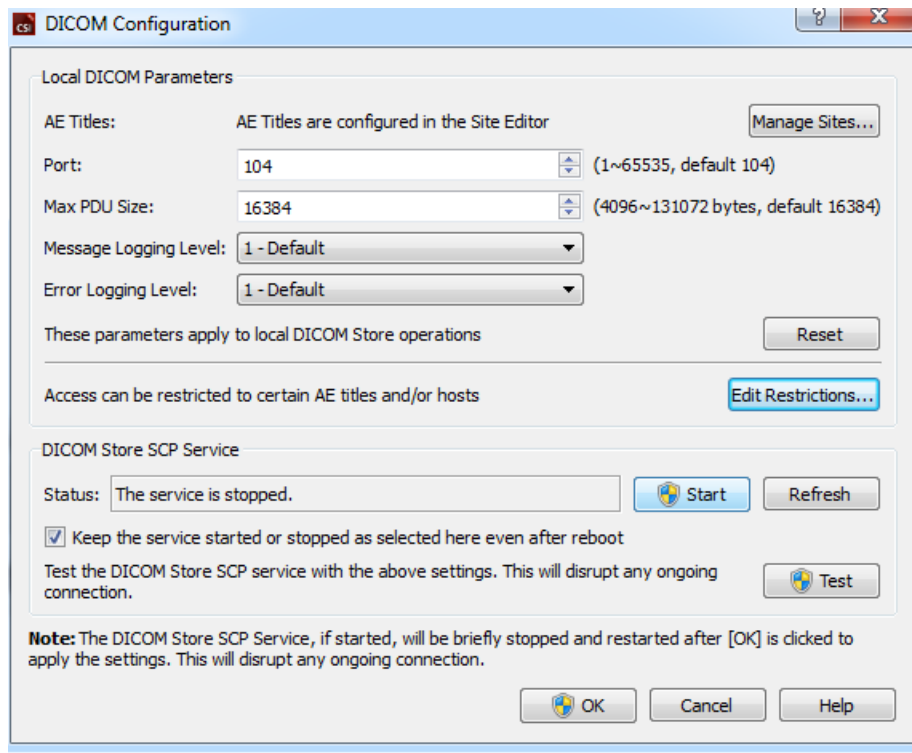 CSI DICOM Configuration
Local DICOM Parameters
AE Titles: AE Titles are configured in the Site Editor Manage Sites...
Port: 104 (1~65535, default 104)
Max PDU Size: 16384 (4096~131072 bytes, default 16384)
Message Logging Level: 1 - Default
Error Logging Level: 1 - Default
These parameters apply to local DICOM Store operations Reset
Access can be restricted to certain AE titles and/or hosts Edit Restrictions...
DICOM Store SCP Service
Status: The service is stopped. Start Refresh
Keep the service started or stopped as selected here even after reboot
Test the DICOM Store SCP service with the above settings. This will disrupt any ongoing
connection. Test
Note: The DICOM Store SCP Service, if started, will be briefly stopped and restarted after [OK] is clicked to
apply the settings. This will disrupt any ongoing connection.
OK Cancel Help